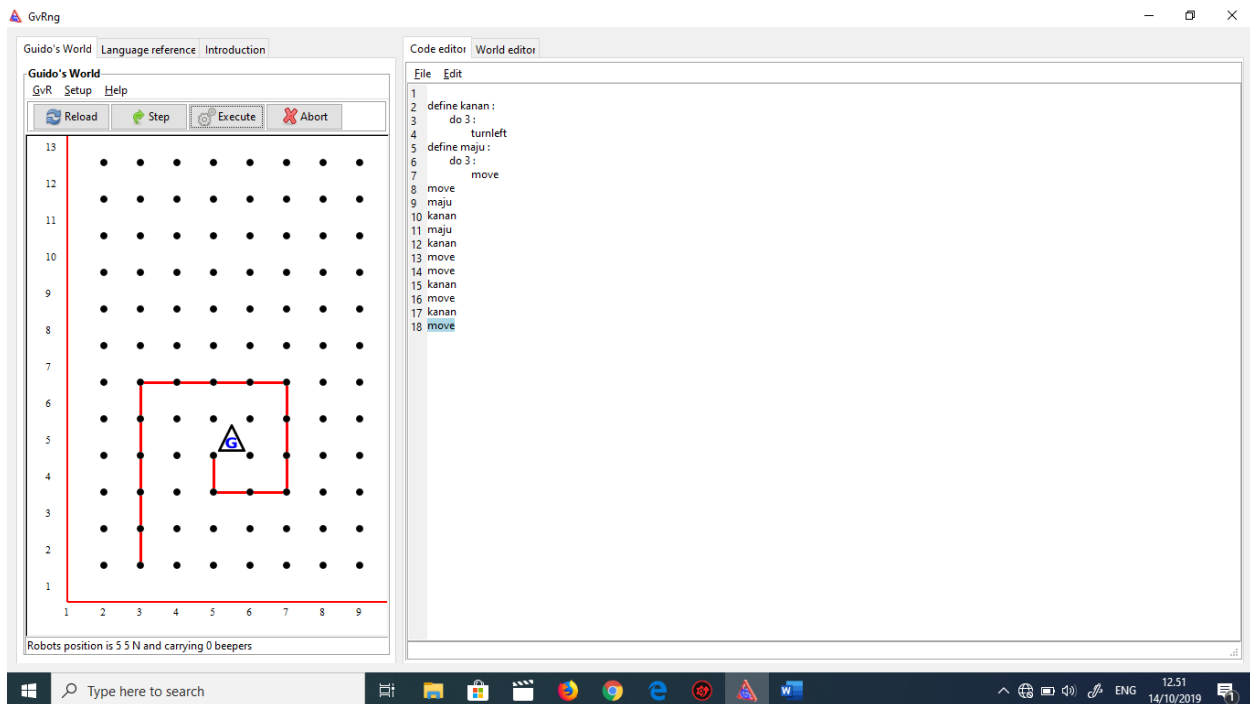 GvRng
Guido's World Language reference Introduction
Guido's World
GvR Setup Help
Reload Step Execute Abort
13
12
11
10
9
8
7
6
5
4
3
2
1
G
1 2 3 4 5 6 7 8 9
Robots position is 5 5 N and carrying 0 beepers
Code editor World editor
File Edit
1
2 define kanan :
3 do 3 :
4 turnleft
5 define maju :
6 do 3 :
7 move
8 move
9 maju
10 kanan
11 maju
12 kanan
13 move
14 move
15 kanan
16 move
17 kanan
18 move
Type here to search
W
ENG
12.51
14/10/2019
1